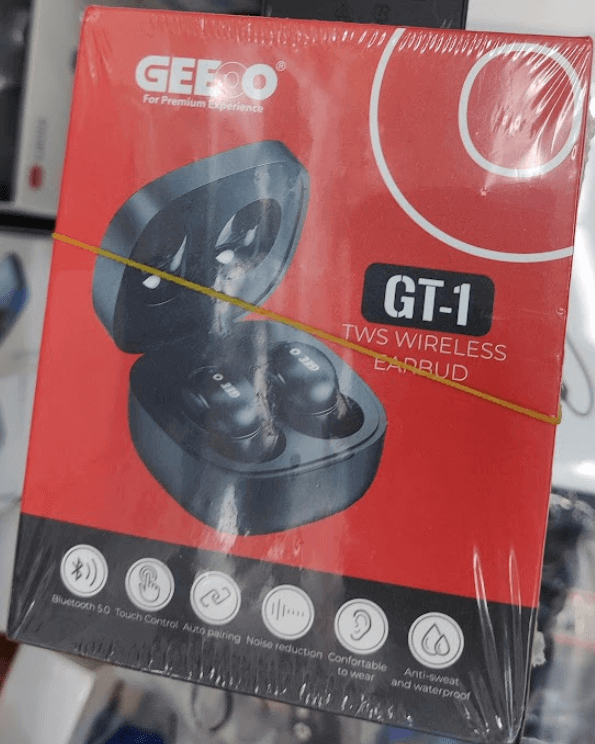 GEEOO®
For Premium Experience
GT-1
TWS WIRELESS
EARBUD
Bluetooth 5.0
Touch Control
Auto pairing
Noise reduction
Comfortable
to wear
Anti-sweat
and waterproof